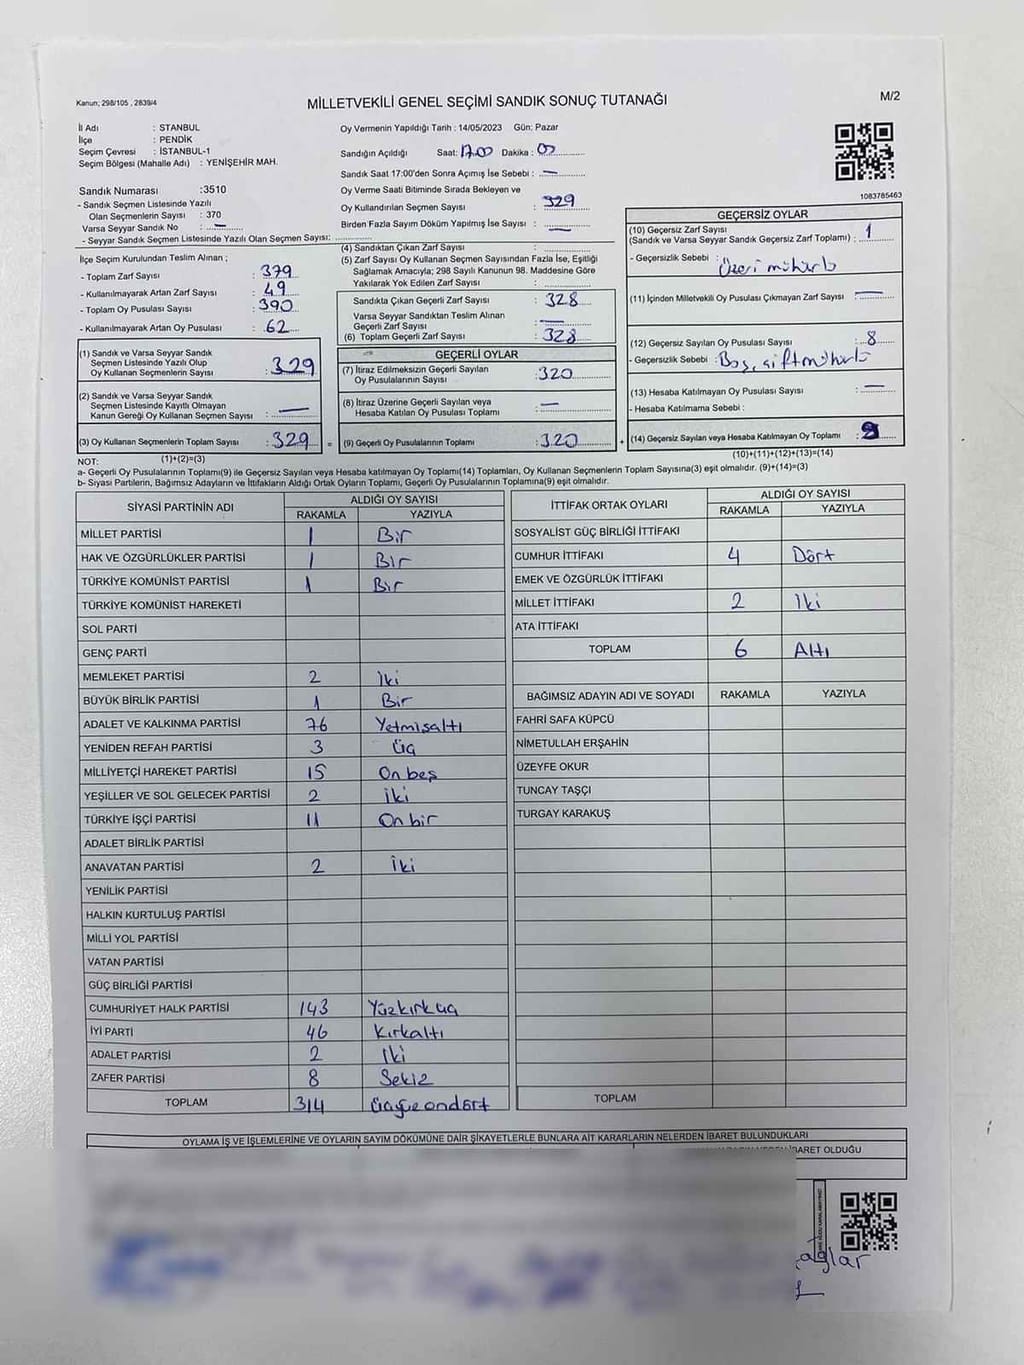 Kanun; 298/105 , 2839/4
MİLLETVEKİLİ GENEL SEÇİMİ SANDIK SONUÇ TUTANAĞI
M/2
İl Adı : STANBUL
İlçe : PENDİK
Seçim Çevresi : İSTANBUL-1
Seçim Bölgesi (Mahalle Adı) : YENİŞEHİR MAH.
Oy Vermenin Yapıldığı Tarih : 14/05/2023 Gün: Pazar
Sandığın Açıldığı Saat: 17.00 Dakika : 00
Sandık Saat 17:00'den Sonra Açımış İse Sebebi : —
Oy Verme Saati Bitiminde Sırada Bekleyen ve
Oy Kullandırılan Seçmen Sayısı : 329
Birden Fazla Sayım Döküm Yapılmış İse Sayısı : —
1083785463
Sandık Numarası :3510
- Sandık Seçmen Listesinde Yazılı
Olan Seçmenlerin Sayısı : 370
Varsa Seyyar Sandık No : —
- Seyyar Sandık Seçmen Listesinde Yazılı Olan Seçmen Sayısı:
İlçe Seçim Kurulundan Teslim Alınan ;
- Toplam Zarf Sayısı : 379
- Kullanılmayarak Artan Zarf Sayısı : 49
- Toplam Oy Pusulası Sayısı : 390
- Kullanılmayarak Artan Oy Pusulası : 62
(1) Sandık ve Varsa Seyyar Sandık
Seçmen Listesinde Yazılı Olup
Oy Kullanan Seçmenlerin Sayısı : 329
(2) Sandık ve Varsa Seyyar Sandık
Seçmen Listesinde Kayıtlı Olmayan
Kanun Gereği Oy Kullanan Seçmen Sayısı : —
(3) Oy Kullanan Seçmenlerin Toplam Sayısı : 329
(1)+(2)=(3)
(4) Sandıktan Çıkan Zarf Sayısı :
(5) Zarf Sayısı Oy Kullanan Seçmen Sayısından Fazla İse, Eşitliği
Sağlamak Amacıyla; 298 Sayılı Kanunun 98. Maddesine Göre
Yakılarak Yok Edilen Zarf Sayısı :
Sandıkta Çıkan Geçerli Zarf Sayısı : 328
Varsa Seyyar Sandıktan Teslim Alınan
Geçerli Zarf Sayısı : —
(6) Toplam Geçerli Zarf Sayısı : 328
GEÇERLİ OYLAR
(7) İtiraz Edilmeksizin Geçerli Sayılan
Oy Pusulasının Sayısı : 320
(8) İtiraz Üzerine Geçerli Sayılan veya
Hesaba Katılan Oy Pusulası Toplamı : —
= (9) Geçerli Oy Pusulalarının Toplamı : 320
GEÇERSİZ OYLAR
(10) Geçersiz Zarf Sayısı
(Sandık ve Varsa Seyyar Sandık Geçersiz Zarf Toplamı) : 1
- Geçersizlik Sebebi : Üzeri mühürlü
(11) İçinden Milletvekili Oy Pusulası Çıkmayan Zarf Sayısı : —
(12) Geçersiz Sayılan Oy Pusulası Sayısı : 8
- Geçersizlik Sebebi : Boş, çift mühürlü
(13) Hesaba Katılmayan Oy Pusulası Sayısı : —
- Hesaba Katılmama Sebebi :
+ (14) Geçersiz Sayılan veya Hesaba Katılmayan Oy Toplamı : 9
(10)+(11)+(12)+(13)=(14)
NOT:
a- Geçerli Oy Pusulalarının Toplamı(9) ile Geçersiz Sayılan veya Hesaba katılmayan Oy Toplamı(14) Toplamları, Oy Kullanan Seçmenlerin Toplam Sayısına(3) eşit olmalıdır. (9)+(14)=(3)
b- Siyasi Partilerin, Bağımsız Adayların ve İttifakların Aldığı Ortak Oyların Toplamı, Geçerli Oy Pusulalarının Toplamına(9) eşit olmalıdır.
SİYASİ PARTİNİN ADI ALDIĞI OY SAYISI
RAKAMLA YAZIYLA
MİLLET PARTİSİ 1 Bir
HAK VE ÖZGÜRLÜKLER PARTİSİ 1 Bir
TÜRKİYE KOMÜNİST PARTİSİ 1 Bir
TÜRKİYE KOMÜNİST HAREKETİ
SOL PARTİ
GENÇ PARTİ
MEMLEKET PARTİSİ 2 İki
BÜYÜK BİRLİK PARTİSİ 1 Bir
ADALET VE KALKINMA PARTİSİ 76 Yetmişaltı
YENİDEN REFAH PARTİSİ 3 Üç
MİLLİYETÇİ HAREKET PARTİSİ 15 On beş
YEŞİLLER VE SOL GELECEK PARTİSİ 2 İki
TÜRKİYE İŞÇİ PARTİSİ 11 On bir
ADALET BİRLİK PARTİSİ
ANAVATAN PARTİSİ 2 İki
YENİLİK PARTİSİ
HALKIN KURTULUŞ PARTİSİ
MİLLİ YOL PARTİSİ
VATAN PARTİSİ
GÜÇ BİRLİĞİ PARTİSİ
CUMHURİYET HALK PARTİSİ 143 Yüzkırküç
İYİ PARTİ 46 Kırkaltı
ADALET PARTİSİ 2 İki
ZAFER PARTİSİ 8 Sekiz
TOPLAM 314 üçyüzondört
İTTİFAK ORTAK OYLARI ALDIĞI OY SAYISI
RAKAMLA YAZIYLA
SOSYALİST GÜÇ BİRLİĞİ İTTİFAKI
CUMHUR İTTİFAKI 4 Dört
EMEK VE ÖZGÜRLÜK İTTİFAKI
MİLLET İTTİFAKI 2 İki
ATA İTTİFAKI
TOPLAM 6 Altı
BAĞIMSIZ ADAYIN ADI VE SOYADI RAKAMLA YAZIYLA
FAHRİ SAFA KÜPCÜ
NİMETULLAH ERŞAHİN
ÜZEYFE OKUR
TUNCAY TAŞÇI
TURGAY KARAKUŞ
TOPLAM
OYLAMA İŞ VE İŞLEMLERİNE VE OYLARIN SAYIM DÖKÜMÜNE DAİR ŞİKAYETLERLE BUNLARA AİT KARARLARIN NELERDEN İBARET BULUNDUKLARI
İBARET OLDUĞU